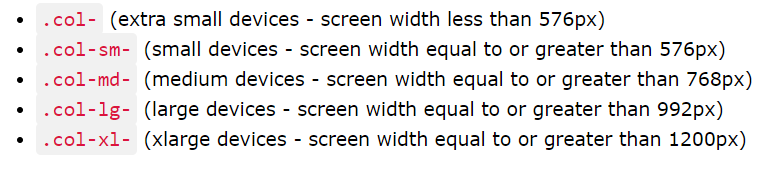 .col- (extra small devices - screen width less than 576px)
.col-sm- (small devices - screen width equal to or greater than 576px)
.col-md- (medium devices - screen width equal to or greater than 768px)
.col-lg- (large devices - screen width equal to or greater than 992px)
.col-xl- (xlarge devices - screen width equal to or greater than 1200px)